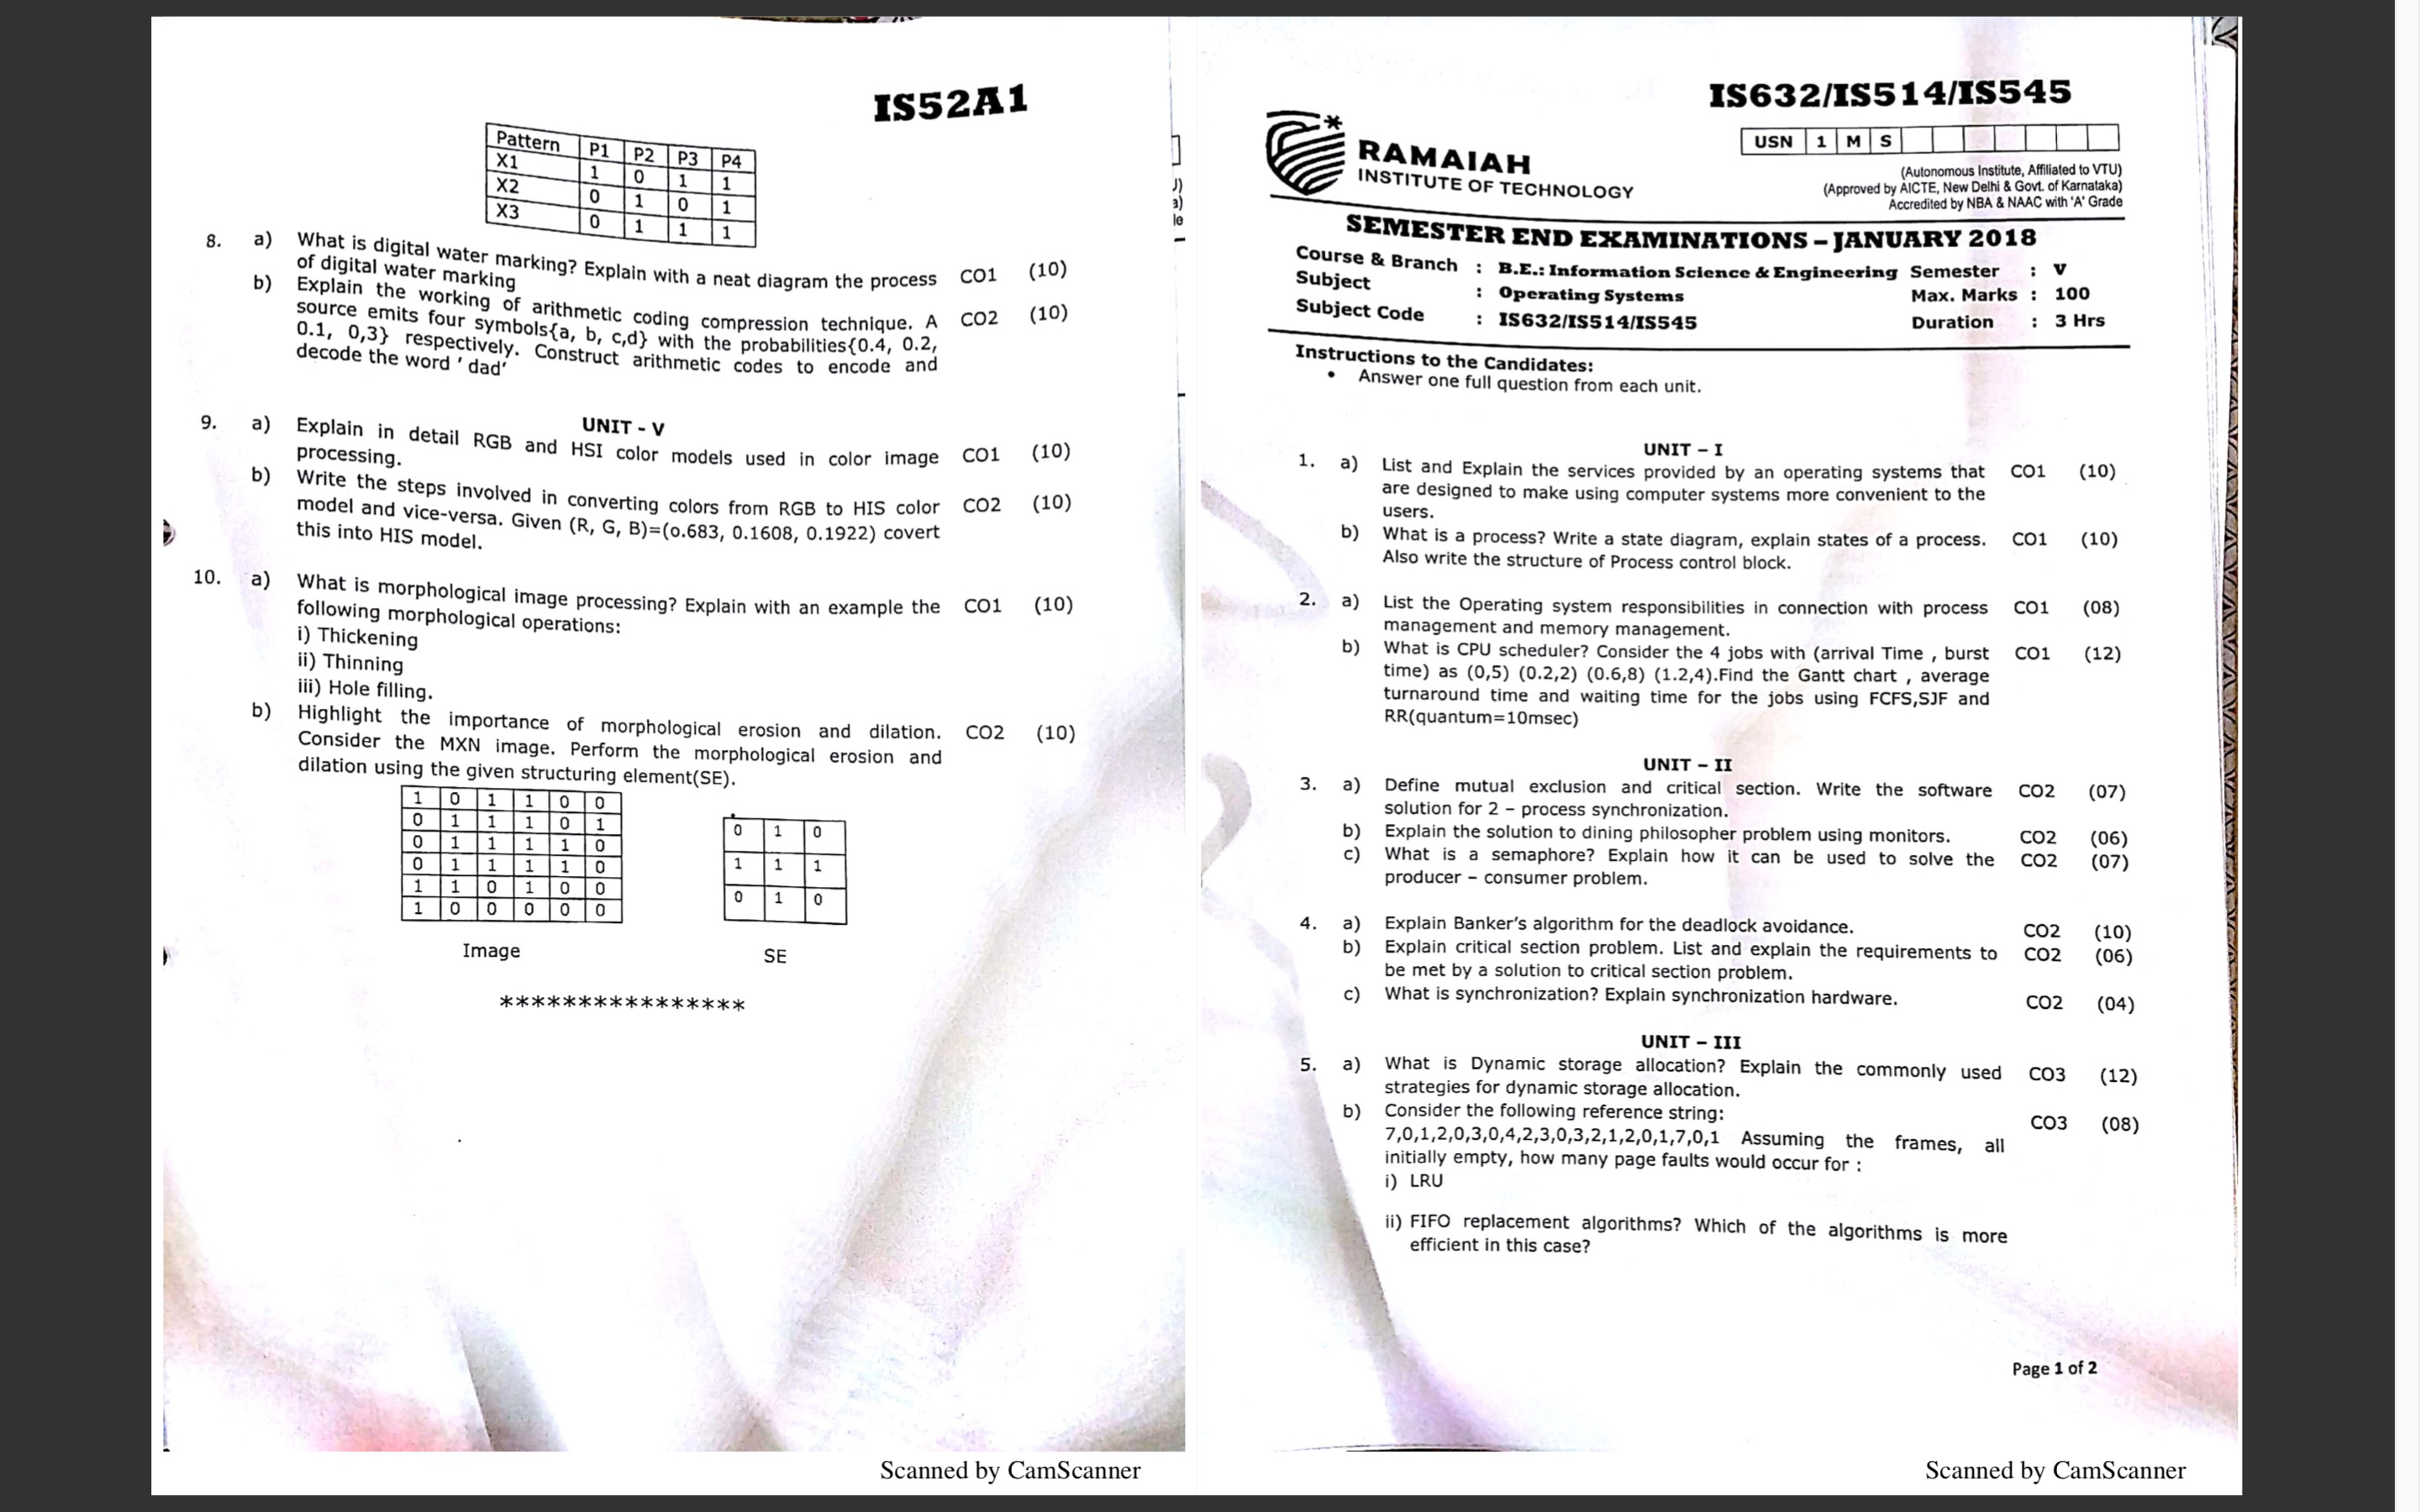 IS52A1
Pattern P1 P2 P3 P4
X1 1 0 1 1
X2 0 1 0 1
X3 0 1 1 1
8. a) What is digital water marking? Explain with a neat diagram the process CO1 (10)
of digital water marking
b) Explain the working of arithmetic coding compression technique. A CO2 (10)
source emits four symbols{a, b, c,d} with the probabilities{0.4, 0.2,
0.1, 0,3} respectively. Construct arithmetic codes to encode and
decode the word ‘ dad’
UNIT - V
9. a) Explain in detail RGB and HSI color models used in color image CO1 (10)
processing.
b) Write the steps involved in converting colors from RGB to HIS color CO2 (10)
model and vice-versa. Given (R, G, B)=(o.683, 0.1608, 0.1922) covert
this into HIS model.
10. a) What is morphological image processing? Explain with an example the CO1 (10)
following morphological operations:
i) Thickening
ii) Thinning
iii) Hole filling.
b) Highlight the importance of morphological erosion and dilation. CO2 (10)
Consider the MXN image. Perform the morphological erosion and
dilation using the given structuring element(SE).
1 0 1 1 0 0
0 1 1 1 0 1
0 1 1 1 1 0
0 1 1 1 1 0
1 1 0 1 0 0
1 0 0 0 0 0
Image
0 1 0
1 1 1
0 1 0
SE
****************
Scanned by CamScanner
IS632/IS514/IS545
USN 1 M S
RAMAIAH
INSTITUTE OF TECHNOLOGY
(Autonomous Institute, Affiliated to VTU)
(Approved by AICTE, New Delhi & Govt. of Karnataka)
Accredited by NBA & NAAC with 'A' Grade
SEMESTER END EXAMINATIONS – JANUARY 2018
Course & Branch : B.E.: Information Science & Engineering Semester : V
Subject : Operating Systems Max. Marks : 100
Subject Code : IS632/IS514/IS545 Duration : 3 Hrs
Instructions to the Candidates:
• Answer one full question from each unit.
UNIT – I
1. a) List and Explain the services provided by an operating systems that CO1 (10)
are designed to make using computer systems more convenient to the
users.
b) What is a process? Write a state diagram, explain states of a process. CO1 (10)
Also write the structure of Process control block.
2. a) List the Operating system responsibilities in connection with process CO1 (08)
management and memory management.
b) What is CPU scheduler? Consider the 4 jobs with (arrival Time , burst CO1 (12)
time) as (0,5) (0.2,2) (0.6,8) (1.2,4).Find the Gantt chart , average
turnaround time and waiting time for the jobs using FCFS,SJF and
RR(quantum=10msec)
UNIT – II
3. a) Define mutual exclusion and critical section. Write the software CO2 (07)
solution for 2 – process synchronization.
b) Explain the solution to dining philosopher problem using monitors. CO2 (06)
c) What is a semaphore? Explain how it can be used to solve the CO2 (07)
producer – consumer problem.
4. a) Explain Banker's algorithm for the deadlock avoidance. CO2 (10)
b) Explain critical section problem. List and explain the requirements to CO2 (06)
be met by a solution to critical section problem.
c) What is synchronization? Explain synchronization hardware. CO2 (04)
UNIT – III
5. a) What is Dynamic storage allocation? Explain the commonly used CO3 (12)
strategies for dynamic storage allocation.
b) Consider the following reference string: CO3 (08)
7,0,1,2,0,3,0,4,2,3,0,3,2,1,2,0,1,7,0,1 Assuming the frames, all
initially empty, how many page faults would occur for :
i) LRU
ii) FIFO replacement algorithms? Which of the algorithms is more
efficient in this case?
Page 1 of 2
Scanned by CamScanner